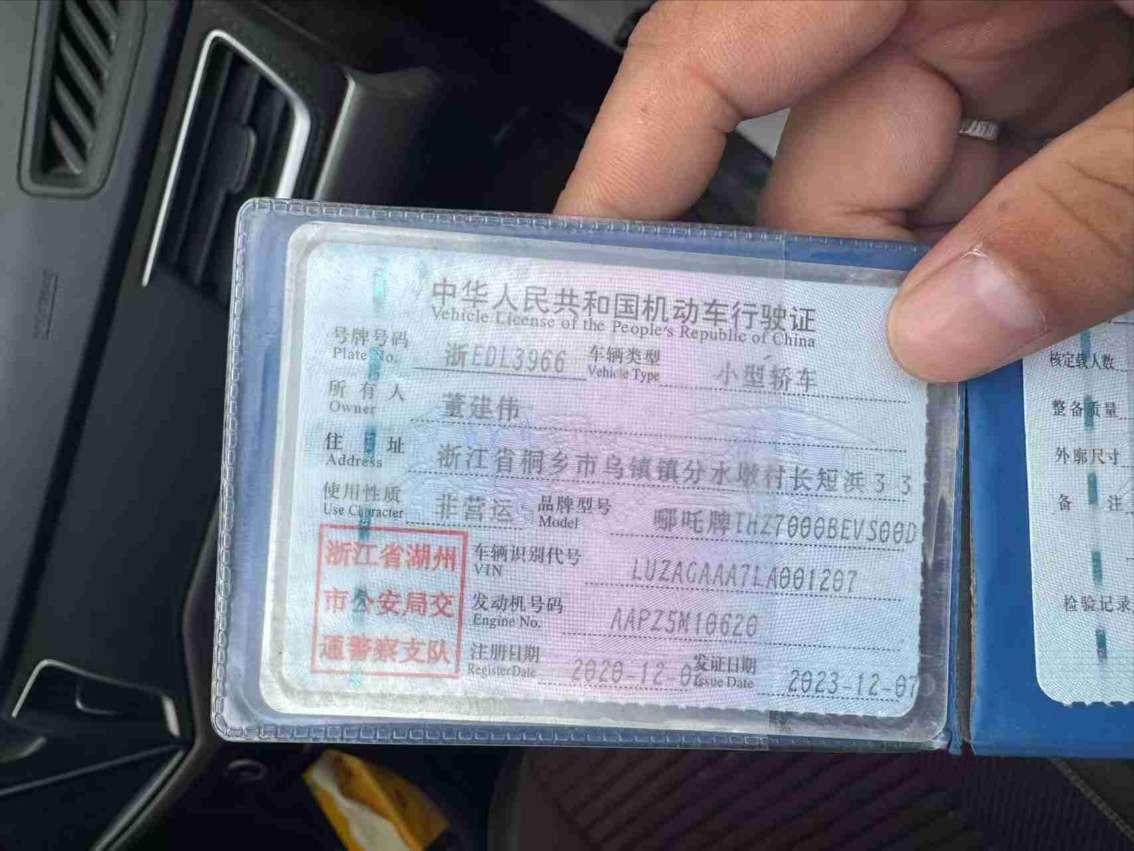 中华人民共和国机动车行驶证
Vehicle License of the People's Republic of China
号牌号码 浙EDL3966 车辆类型 小型轿车
Plate No. Vehicle Type
所有人 董建伟
Owner
住址 浙江省桐乡市乌镇镇分水墩村长短浜33
Address
使用性质 非营运 品牌型号 哪吒牌THZ7000BEVS00D
Use Character Model
浙江省湖州
市公安局交
通警察支队
车辆识别代号 LUZAGAAA7LA001207
VIN
发动机号码 AAPZ5M10620
Engine No.
注册日期 2020-12-0 发证日期 2023-12-07
Register Date Issue Date
核定载人数
整备质量
外廓尺寸
备注
检验记录